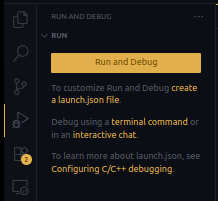 RUN AND DEBUG ...
RUN
Run and Debug
To customize Run and Debug create
a launch.json file.
Debug using a terminal command or
in an interactive chat.
To learn more about launch.json, see
Configuring C/C++ debugging.
2